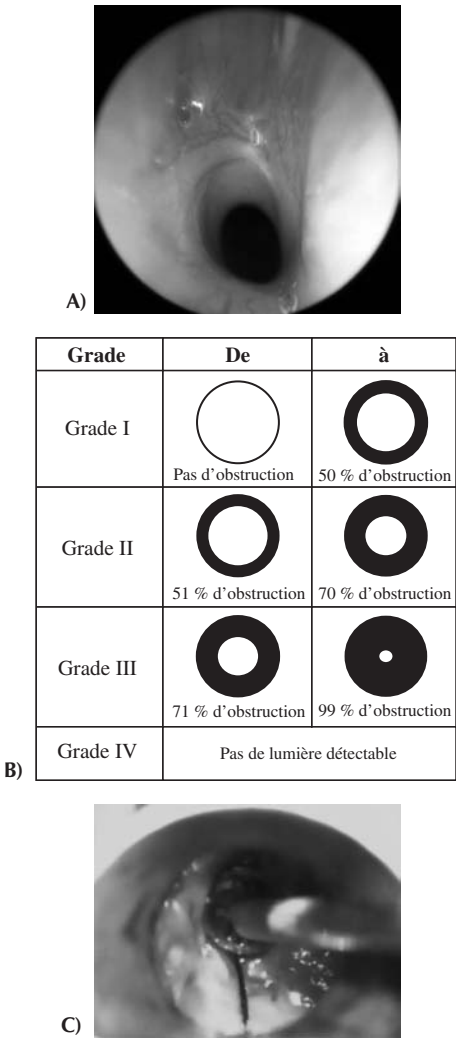 A)
Grade De à
Grade I
Pas d'obstruction 50 % d'obstruction
Grade II
51 % d'obstruction 70 % d'obstruction
Grade III
71 % d'obstruction 99 % d'obstruction
Grade IV Pas de lumière détectable
B)
C)